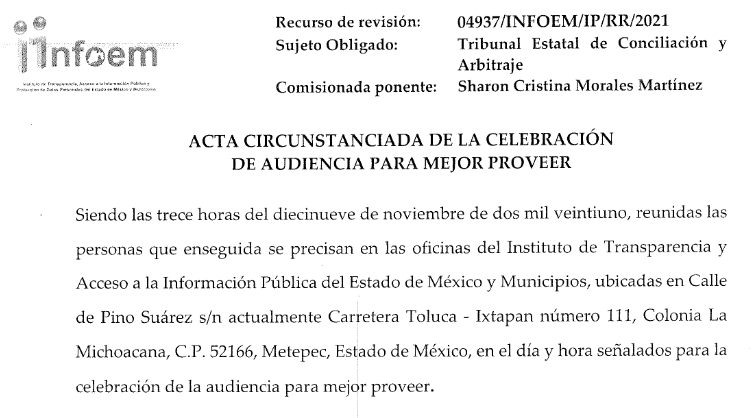 infoem
Instituto de Transparencia, Acceso a la Información Pública y
Protección de Datos Personales del Estado de México y Municipios
Recurso de revisión: 04937/INFOEM/IP/RR/2021
Sujeto Obligado: Tribunal Estatal de Conciliación y
Arbitraje
Comisionada ponente: Sharon Cristina Morales Martínez
ACTA CIRCUNSTANCIADA DE LA CELEBRACIÓN
DE AUDIENCIA PARA MEJOR PROVEER
Siendo las trece horas del diecinueve de noviembre de dos mil veintiuno, reunidas las
personas que enseguida se precisan en las oficinas del Instituto de Transparencia y
Acceso a la Información Pública del Estado de México y Municipios, ubicadas en Calle
de Pino Suárez s/n actualmente Carretera Toluca - Ixtapan número 111, Colonia La
Michoacana, C.P. 52166, Metepec, Estado de México, en el día y hora señalados para la
celebración de la audiencia para mejor proveer.